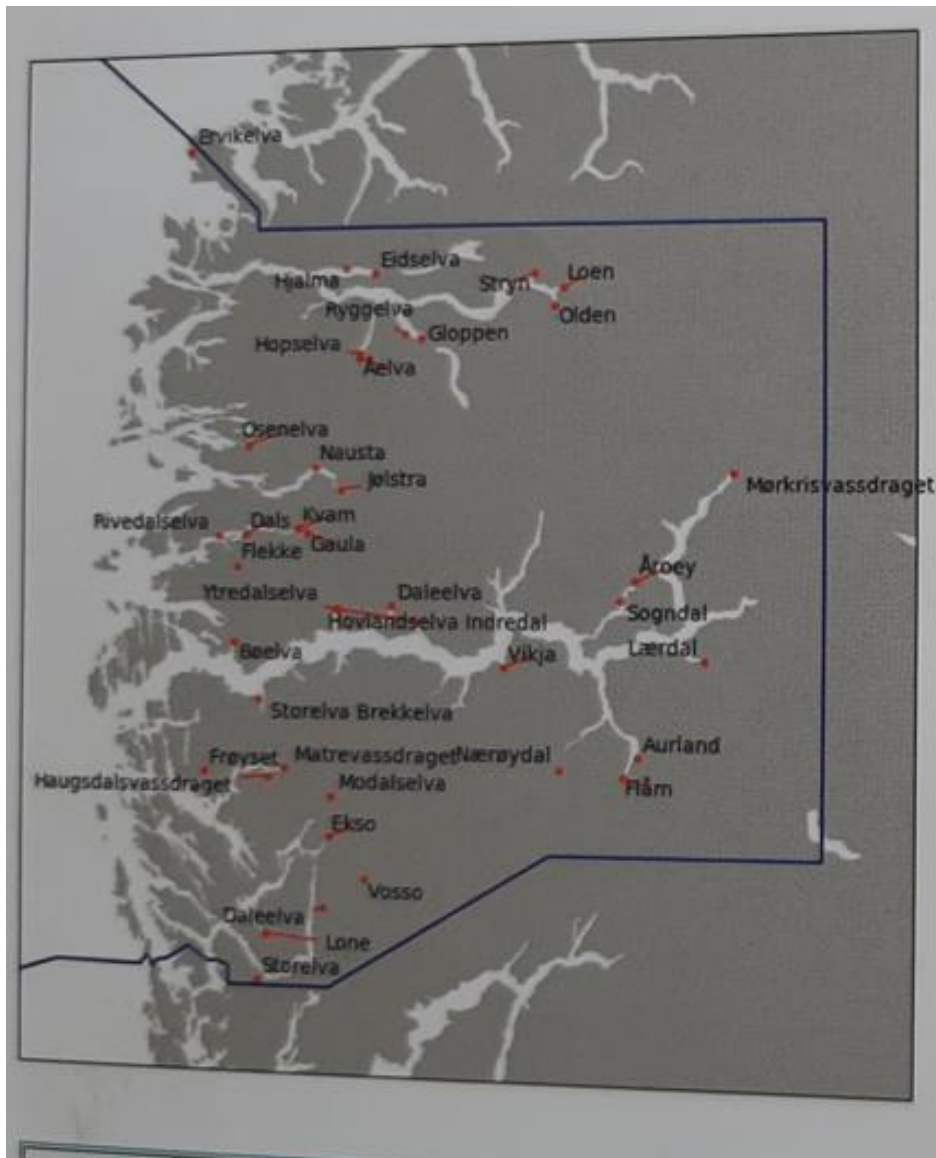 Ervikelva
Eidselva
Hjalma
Stryn
Loen
Ryggelva
Olden
Gloppen
Hopselva
Åelva
Osenelva
Nausta
Jølstra
Mørkrisvassdraget
Rivedalselva
Dals
Kvam
Gaula
Flekke
Åroey
Ytredalselva
Daleelva
Sogndal
Hovlandselva Indredal
Bøelva
Vikja
Lærdal
Storelva Brekkelva
Frøyset
Matrevassdraget
Nærøydal
Aurland
Haugsdalsvassdraget
Modalselva
Flåm
Ekso
Vosso
Daleelva
Lone
Storelva